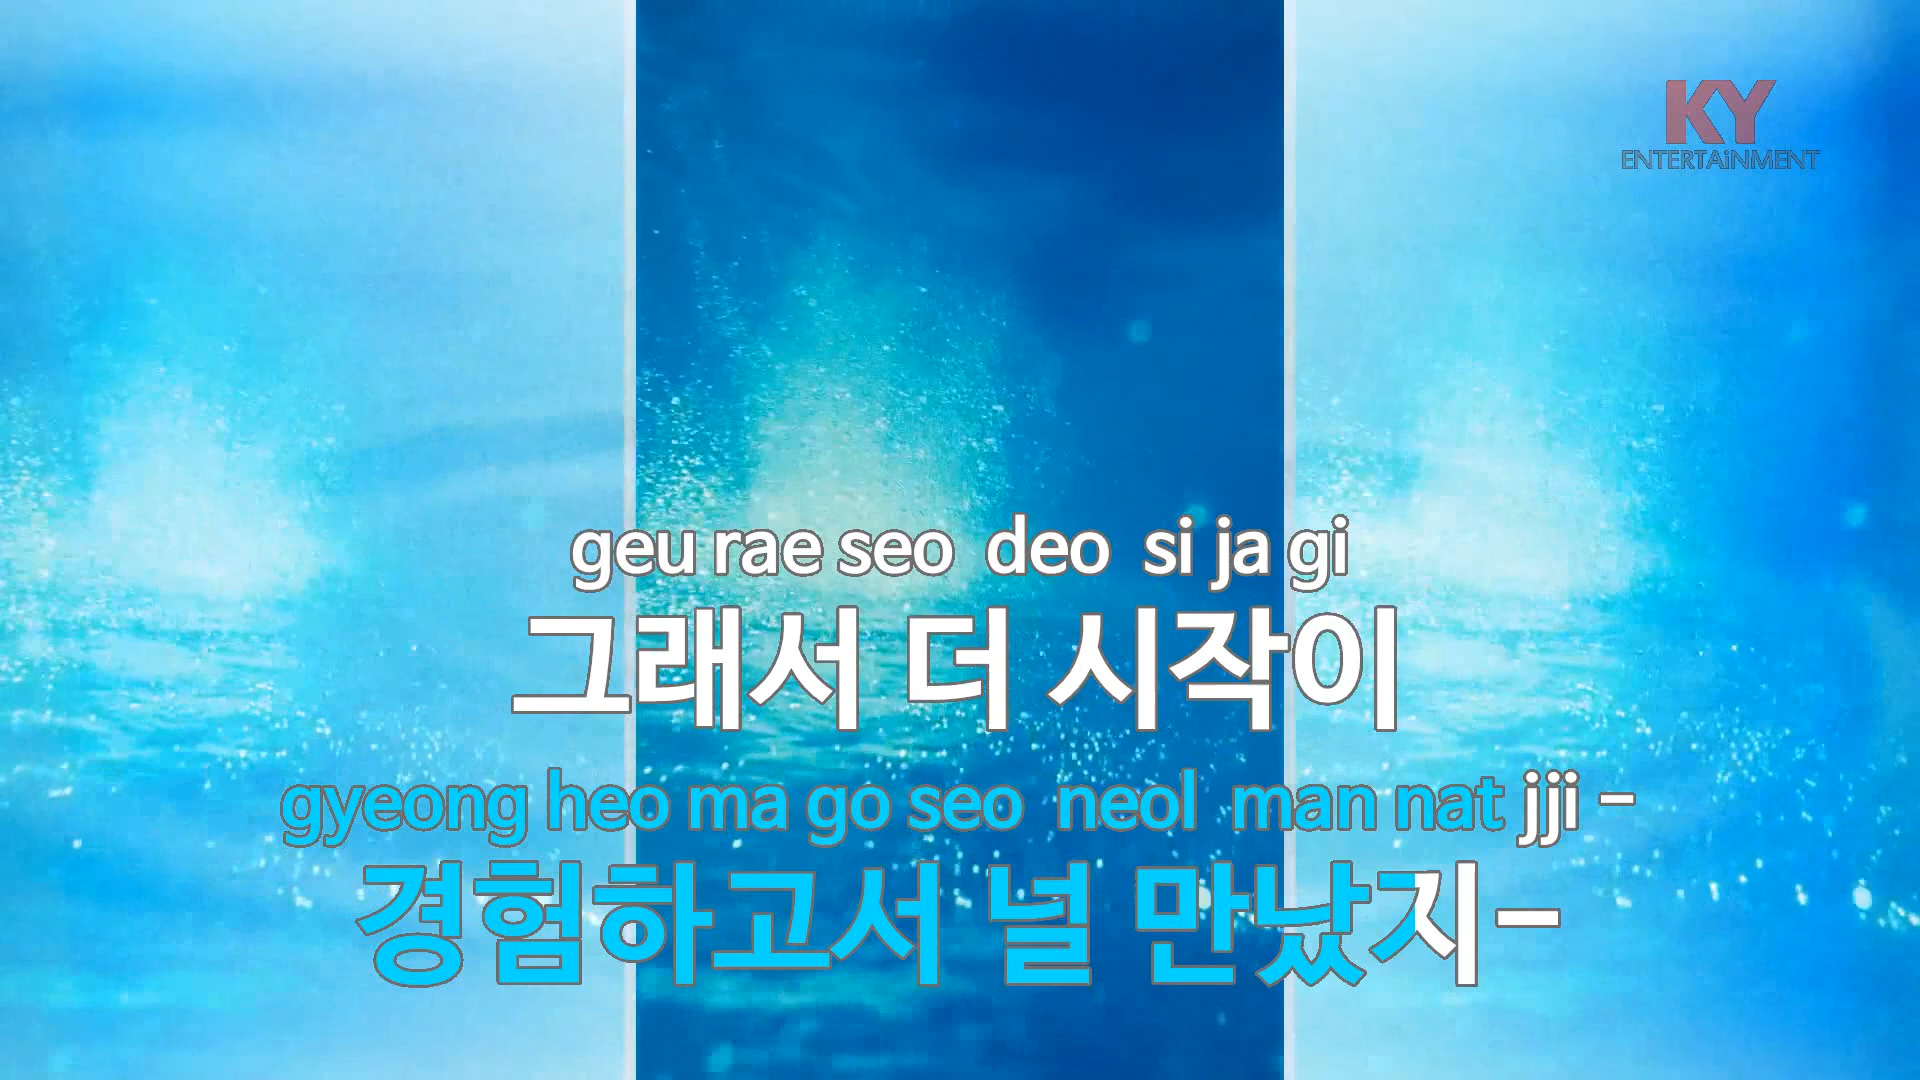 KY
ENTERTAiNMENT
geu rae seo deo si ja gi
그래서 더 시작이
gyeong heo ma go seo neol man nat jji -
경험하고서 널 만났지-